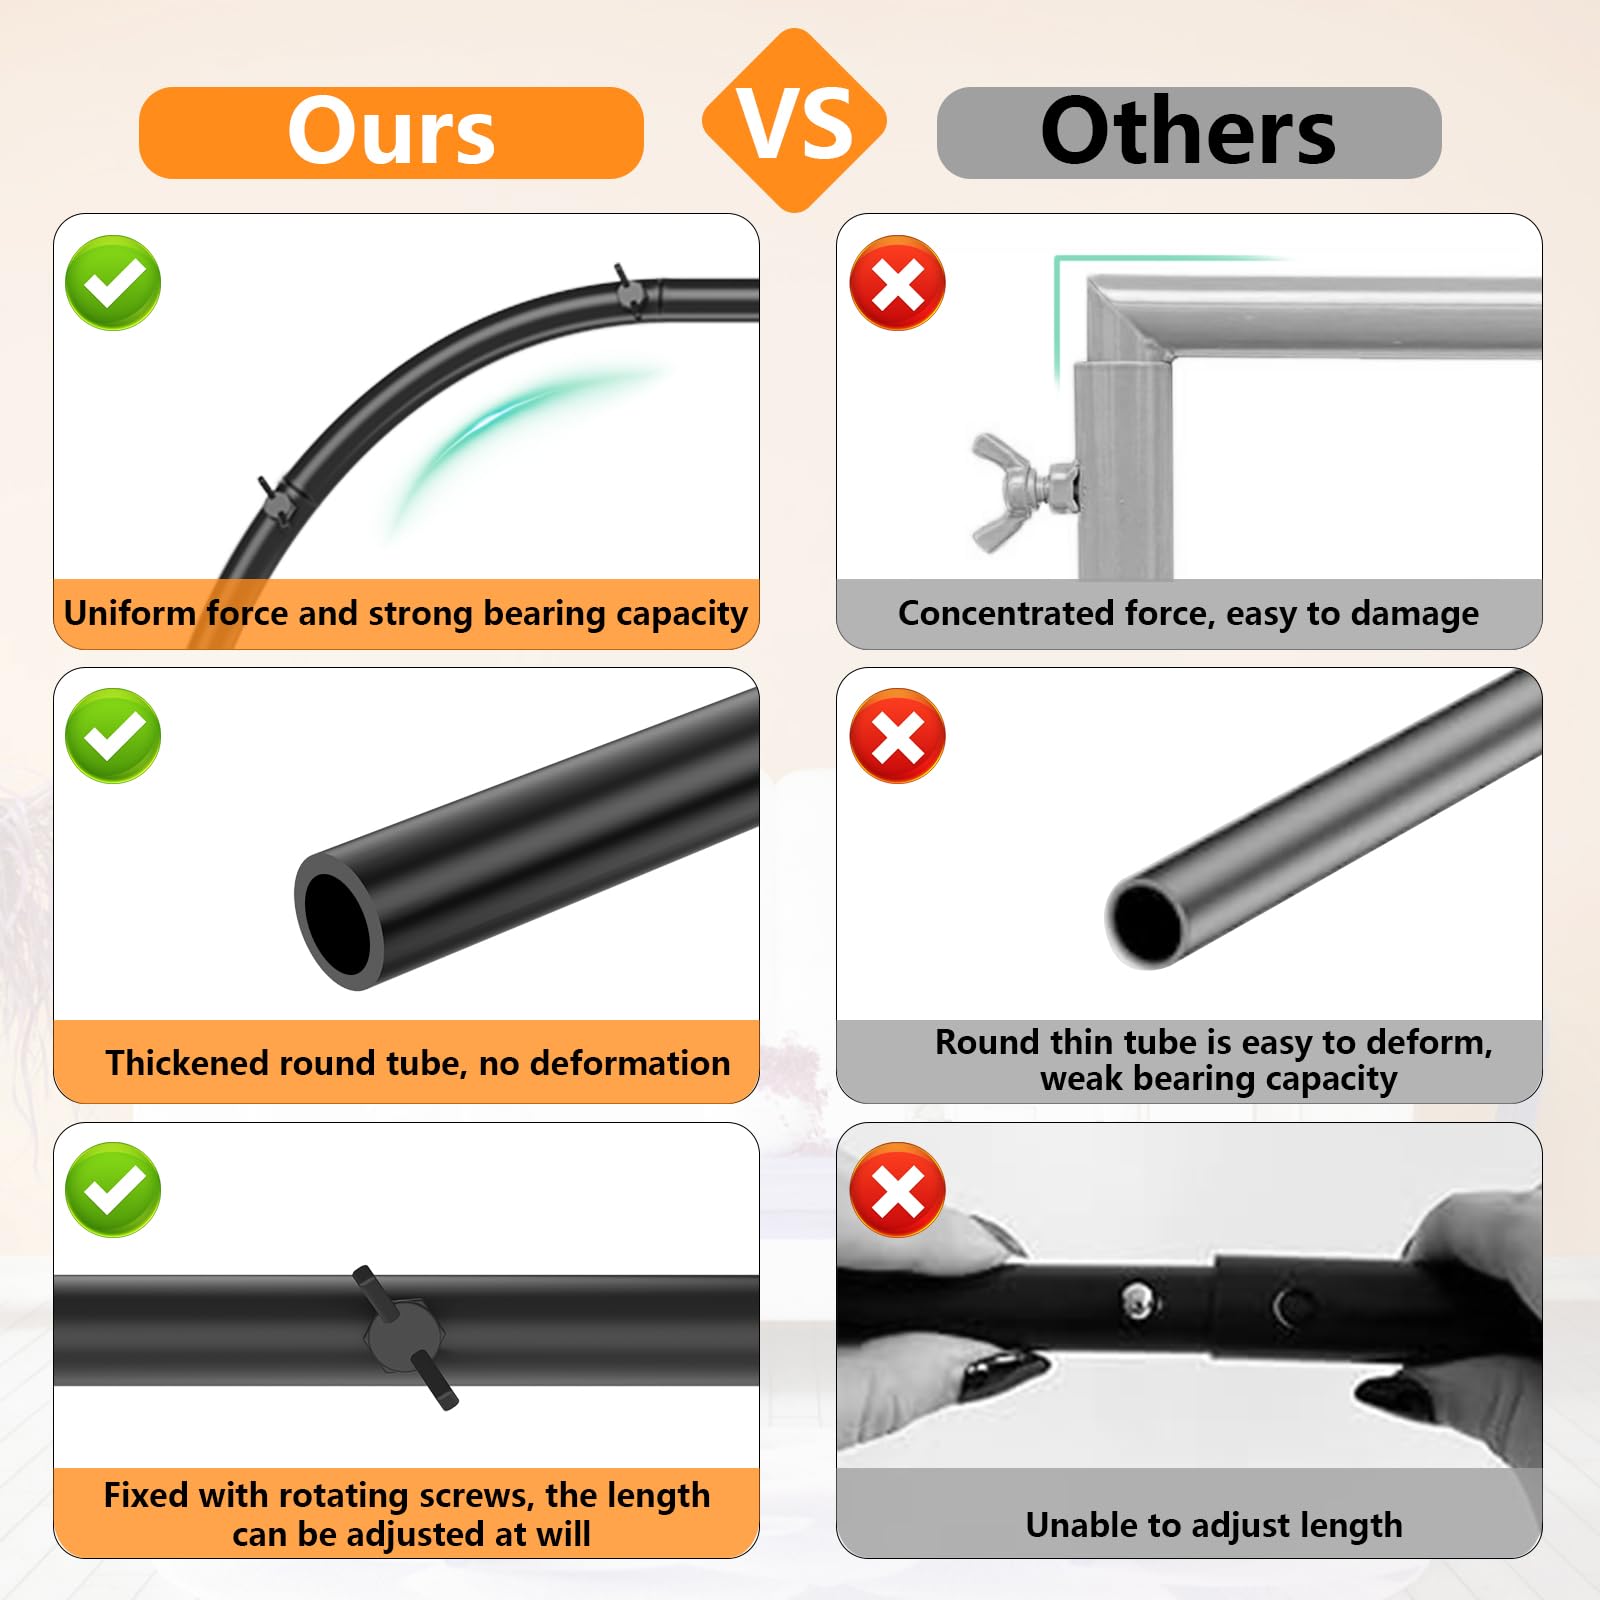 Ours
VS
Others
Uniform force and strong bearing capacity
Concentrated force, easy to damage
Thickened round tube, no deformation
Round thin tube is easy to deform,
weak bearing capacity
Fixed with rotating screws, the length
can be adjusted at will
Unable to adjust length